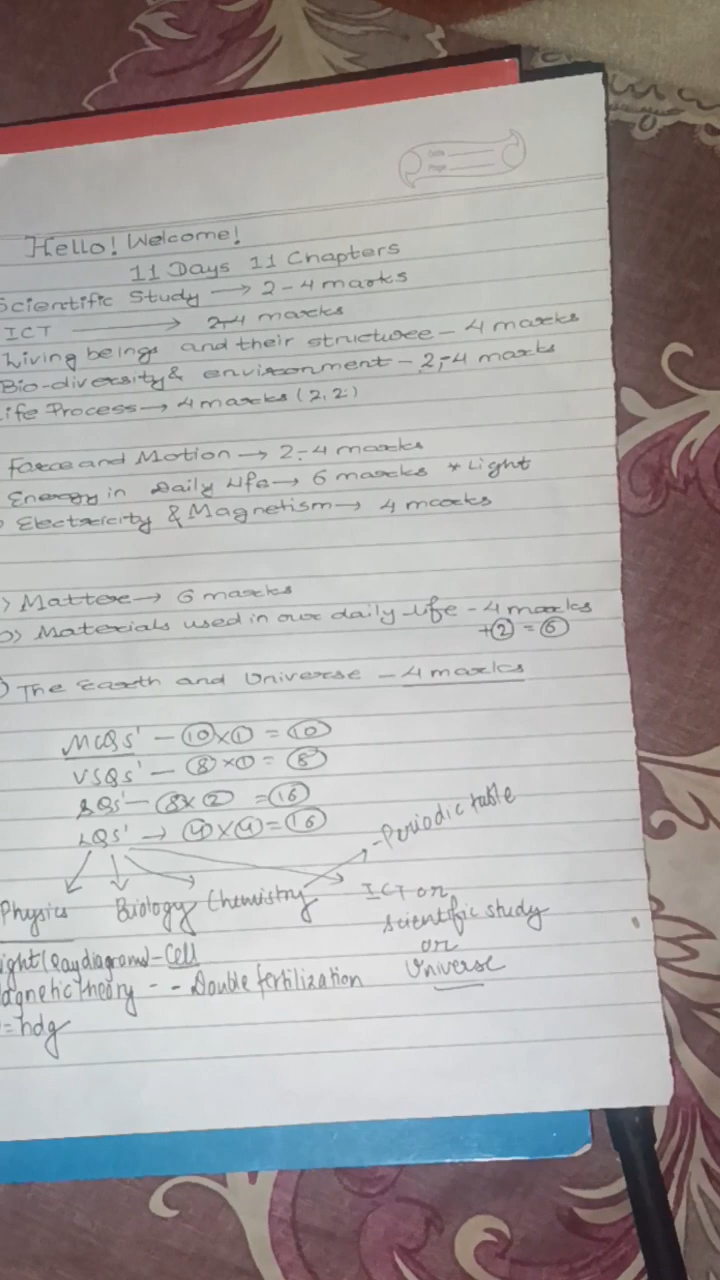 Date
Page
Hello! Welcome!
11 Days 11 Chapters
Scientific Study → 2-4 marks
ICT → 2-4 marks
Living beings and their structure - 4 marks
Bio-diversity & environment - 2-4 marks
Life Process → 4 marks (2,2)
Force and Motion → 2-4 marks
Energy in Daily life → 6 marks * Light
Electricity & Magnetism → 4 marks
) Matter → 6 marks
) Materials used in our daily life - 4 marks
+2 = 6
) The Earth and Universe - 4 marks
MCQs' - 10 × 1 = 10
VSQs' - 8 × 1 = 8
SQs' - 8 × 2 = 16
LQS' → 4 × 4 = 16
- Periodic table
Physics Biology Chemistry ICT or
scientific study
or
Universe
ight (Raydiagram) - Cell
agnetic theory - - Double fertilization
= hdg